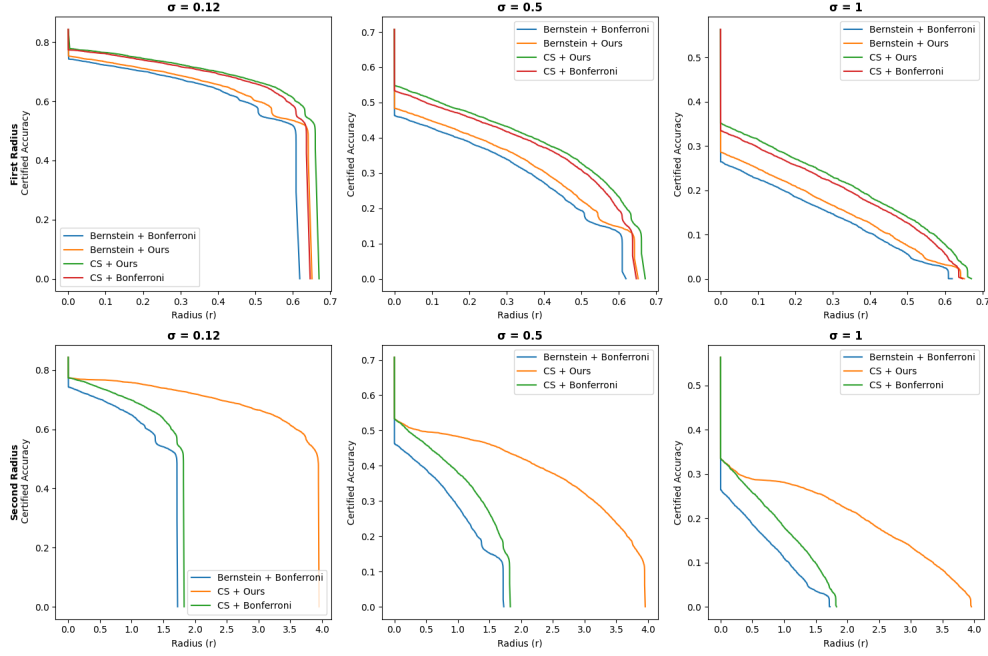 σ = 0.12
First Radius
Certified Accuracy
0.8
0.6
0.4
0.2
0.0
Bernstein + Bonferroni
Bernstein + Ours
CS + Ours
CS + Bonferroni
0.0 0.1 0.2 0.3 0.4 0.5 0.6 0.7
Radius (r)
σ = 0.5
Certified Accuracy
0.7
0.6
0.5
0.4
0.3
0.2
0.1
0.0
Bernstein + Bonferroni
Bernstein + Ours
CS + Ours
CS + Bonferroni
0.0 0.1 0.2 0.3 0.4 0.5 0.6 0.7
Radius (r)
σ = 1
Certified Accuracy
0.5
0.4
0.3
0.2
0.1
0.0
Bernstein + Bonferroni
Bernstein + Ours
CS + Ours
CS + Bonferroni
0.0 0.1 0.2 0.3 0.4 0.5 0.6 0.7
Radius (r)
σ = 0.12
Second Radius
Certified Accuracy
0.8
0.6
0.4
0.2
0.0
Bernstein + Bonferroni
CS + Ours
CS + Bonferroni
0.0 0.5 1.0 1.5 2.0 2.5 3.0 3.5 4.0
Radius (r)
σ = 0.5
Certified Accuracy
0.7
0.6
0.5
0.4
0.3
0.2
0.1
0.0
Bernstein + Bonferroni
CS + Ours
CS + Bonferroni
0.0 0.5 1.0 1.5 2.0 2.5 3.0 3.5 4.0
Radius (r)
σ = 1
Certified Accuracy
0.5
0.4
0.3
0.2
0.1
0.0
Bernstein + Bonferroni
CS + Ours
CS + Bonferroni
0.0 0.5 1.0 1.5 2.0 2.5 3.0 3.5 4.0
Radius (r)